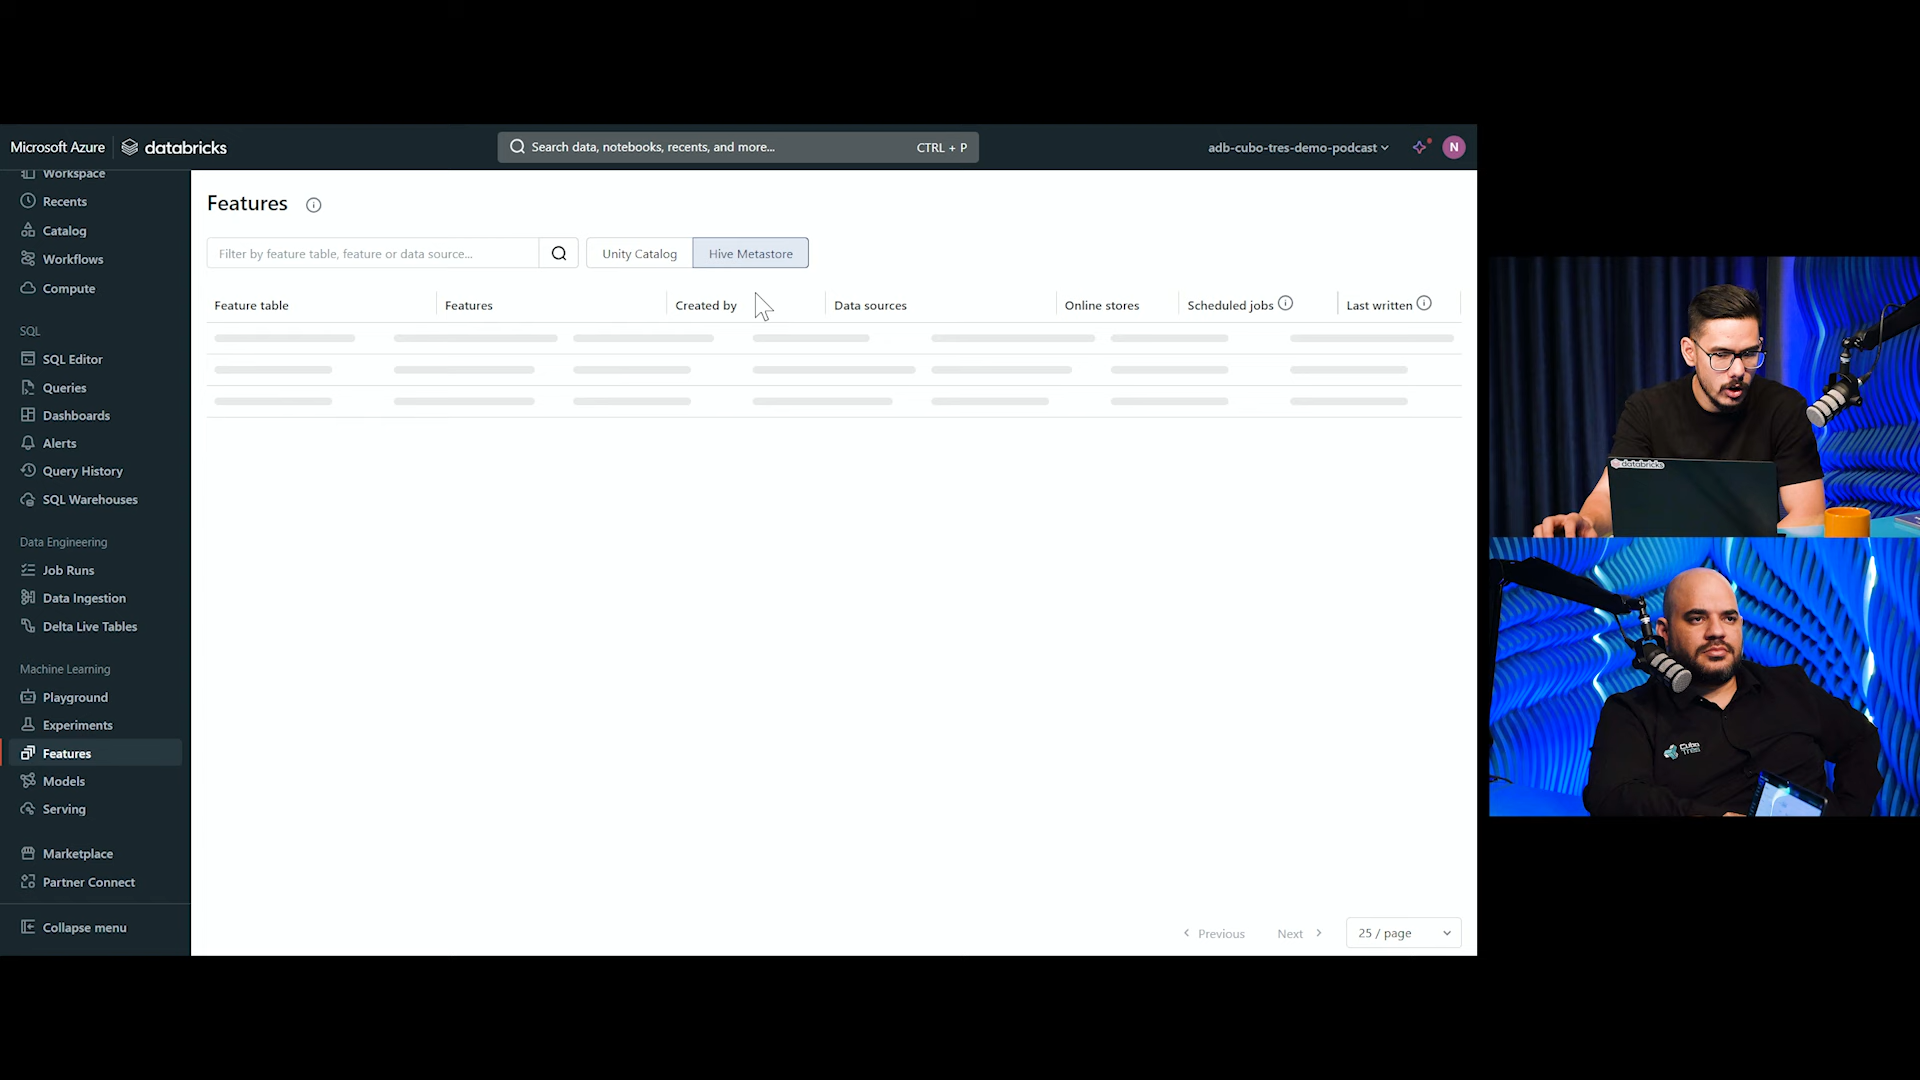 Microsoft Azure databricks
Search data, notebooks, recents, and more... CTRL + P
adb-cubo-tres-demo-podcast N
Workspace
Recents
Catalog
Workflows
Compute
SQL
SQL Editor
Queries
Dashboards
Alerts
Query History
SQL Warehouses
Data Engineering
Job Runs
Data Ingestion
Delta Live Tables
Machine Learning
Playground
Experiments
Features
Models
Serving
Marketplace
Partner Connect
Collapse menu
Features
Filter by feature table, feature or data source...
Unity Catalog Hive Metastore
Feature table Features Created by Data sources Online stores Scheduled jobs Last written
Previous Next 25 / page
databricks
Cubo
Três